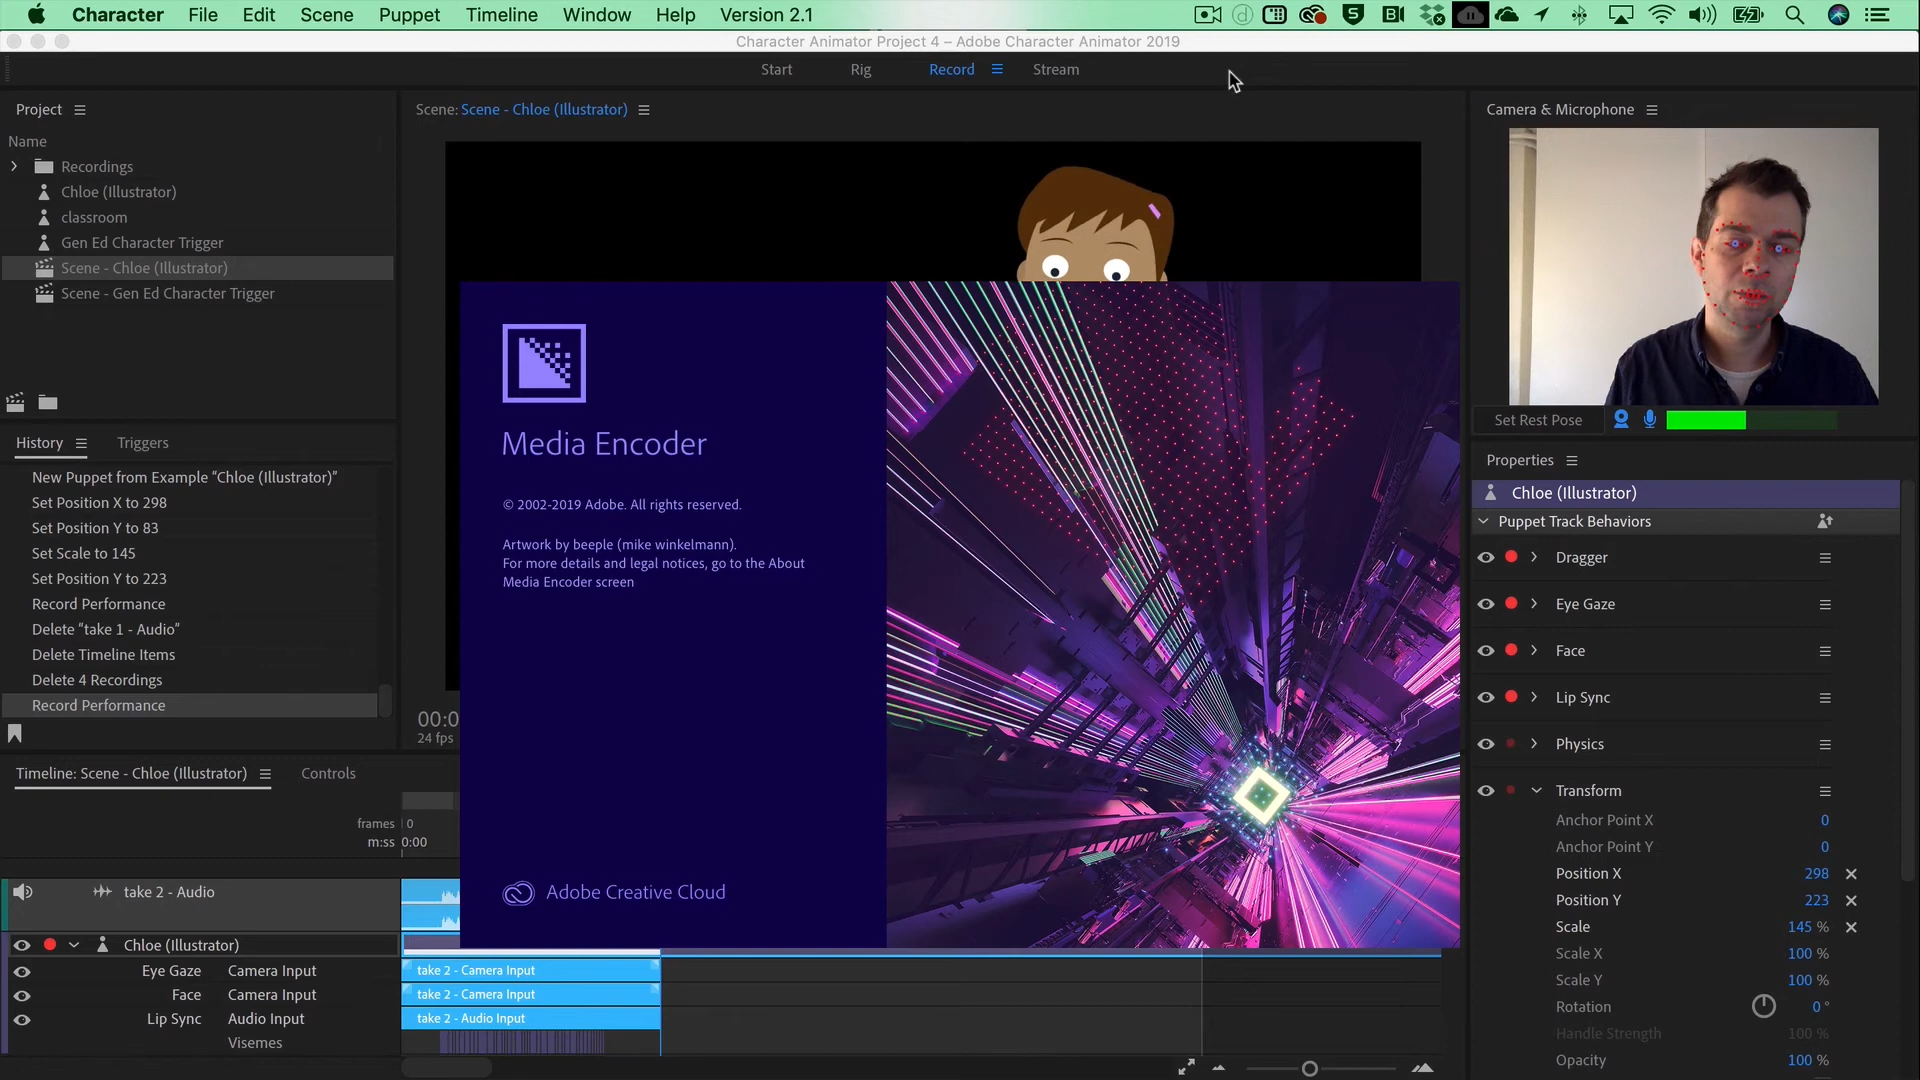 Character File Edit Scene Puppet Timeline Window Help Version 2.1
Character Animator Project 4 – Adobe Character Animator 2019
Start Rig Record Stream
Project
Name
Recordings
Chloe (Illustrator)
classroom
Gen Ed Character Trigger
Scene - Chloe (Illustrator)
Scene - Gen Ed Character Trigger
History Triggers
New Puppet from Example “Chloe (Illustrator)”
Set Position X to 298
Set Position Y to 83
Set Scale to 145
Set Position Y to 223
Record Performance
Delete “take 1 - Audio”
Delete Timeline Items
Delete 4 Recordings
Record Performance
Scene: Scene - Chloe (Illustrator)
Media Encoder
© 2002-2019 Adobe. All rights reserved.
Artwork by beeple (mike winkelmann).
For more details and legal notices, go to the About
Media Encoder screen
Adobe Creative Cloud
00:0
24 fps
Camera & Microphone
Set Rest Pose
Properties
Chloe (Illustrator)
Puppet Track Behaviors
Dragger
Eye Gaze
Face
Lip Sync
Physics
Transform
Anchor Point X 0
Anchor Point Y 0
Position X 298
Position Y 223
Scale 145 %
Scale X 100 %
Scale Y 100 %
Rotation 0 °
Handle Strength 100 %
Opacity 100 %
Timeline: Scene - Chloe (Illustrator) Controls
frames 0
m:ss 0:00
take 2 - Audio
Chloe (Illustrator)
Eye Gaze Camera Input take 2 - Camera Input
Face Camera Input take 2 - Camera Input
Lip Sync Audio Input take 2 - Audio Input
Visemes